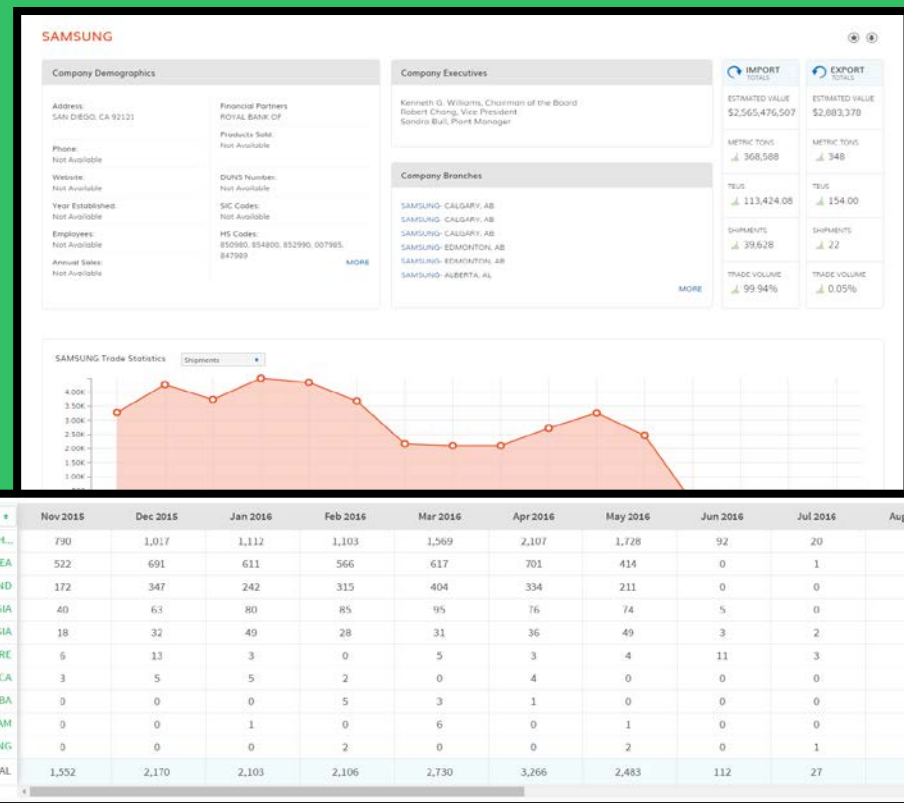 SAMSUNG
Company Demographics
Address:
SAN DIEGO, CA 92121
Phone:
Not Available
Website:
Not Available
Year Established:
Not Available
Employees:
Not Available
Annual Sales:
Not Available
Financial Partners
ROYAL BANK OF
Products Sold:
Not Available
DUNS Number:
Not Available
SIC Codes:
Not Available
HS Codes:
850980, 854800, 852990, 007985,
847989
MORE
Company Executives
Kenneth G. Williams, Chairman of the Board
Robert Chang, Vice President
Sandra Bull, Plant Manager
Company Branches
SAMSUNG- CALGARY, AB
SAMSUNG- CALGARY, AB
SAMSUNG- CALGARY, AB
SAMSUNG- EDMONTON, AB
SAMSUNG- EDMONTON, AB
SAMSUNG- ALBERTA, AL
MORE
IMPORT
TOTALS
ESTIMATED VALUE
$2,565,476,507
METRIC TONS
368,588
TEUS
113,424.08
SHIPMENTS
39,628
TRADE VOLUME
99.94%
EXPORT
TOTALS
ESTIMATED VALUE
$2,883,378
METRIC TONS
348
TEUS
154.00
SHIPMENTS
22
TRADE VOLUME
0.05%
SAMSUNG Trade Statistics Shipments
4.00K
3.50K
3.00K
2.50K
2.00K
1.50K
1.00K
Nov 2015 Dec 2015 Jan 2016 Feb 2016 Mar 2016 Apr 2016 May 2016 Jun 2016 Jul 2016 Aug
H... 790 1,017 1,112 1,103 1,569 2,107 1,728 92 20
EA 522 691 611 566 617 701 414 0 1
ND 172 347 242 315 404 334 211 0 0
SIA 40 63 80 85 95 76 74 5 0
SIA 18 32 49 28 31 36 49 3 2
RE 6 13 3 0 5 3 4 11 3
CA 3 5 5 2 0 4 0 0 0
BA 0 0 0 5 3 1 0 0 0
AM 0 0 1 0 6 0 1 0 0
NG 0 0 0 2 0 0 2 0 1
AL 1,552 2,170 2,103 2,106 2,730 3,266 2,483 112 27